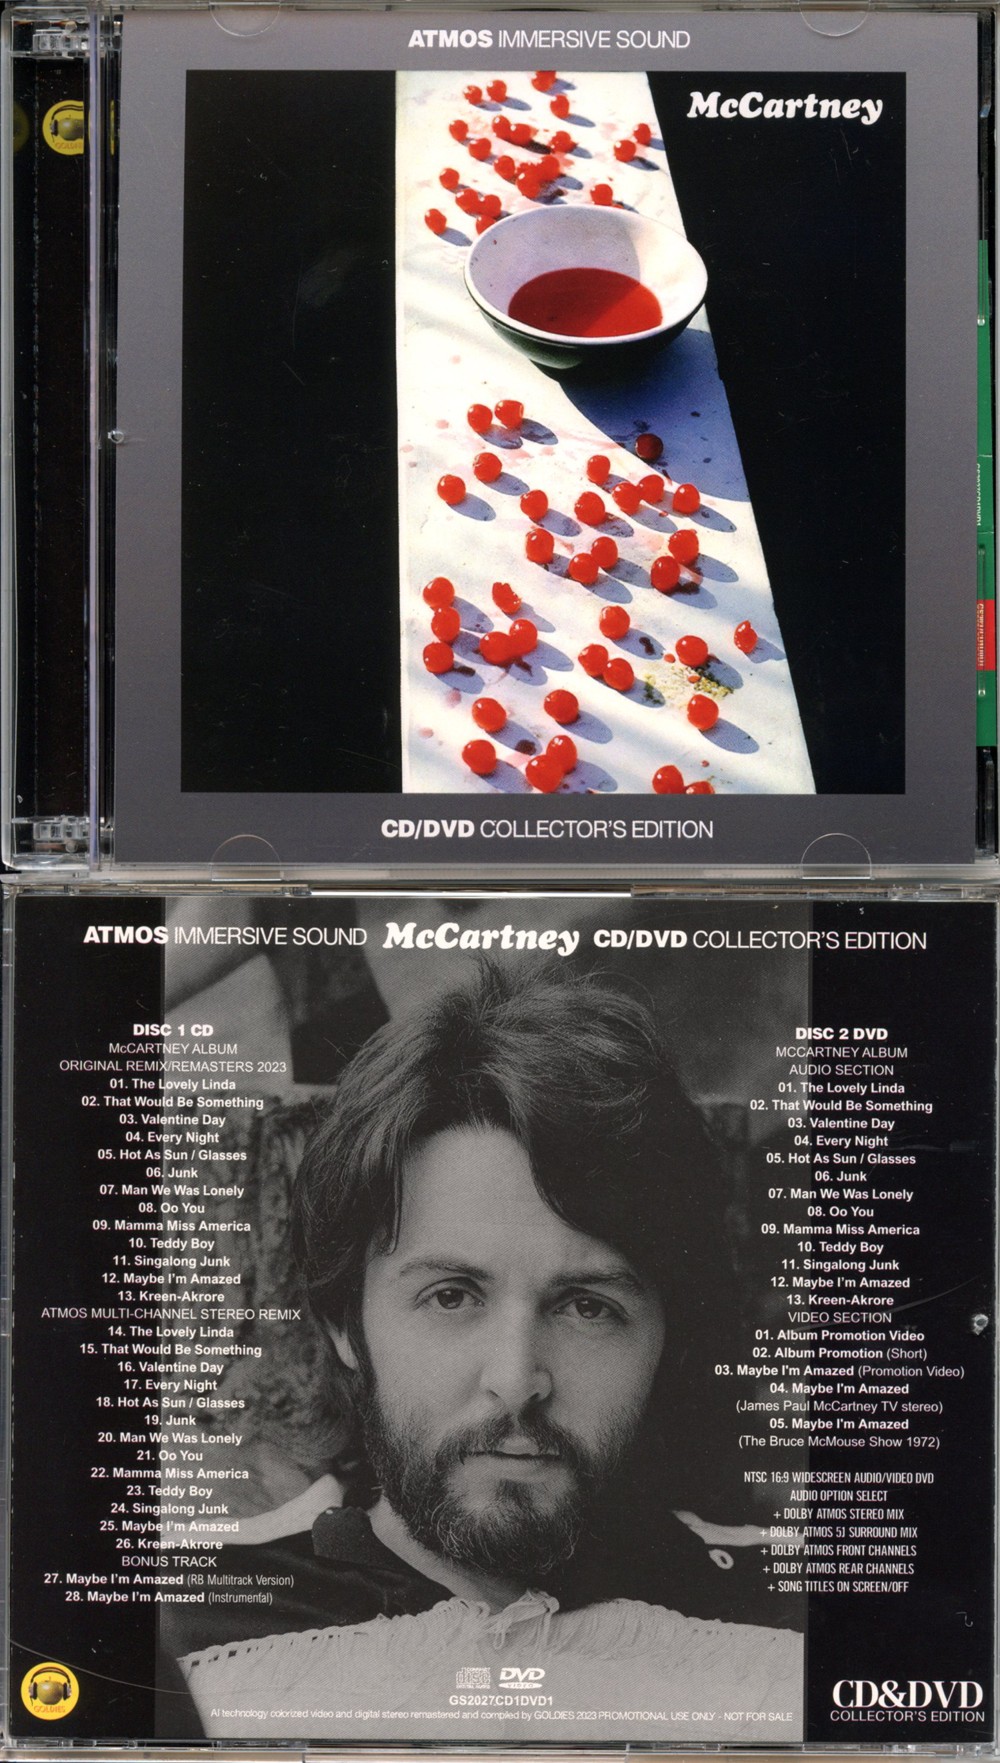 ATMOS IMMERSIVE SOUND
McCartney
GOLDIES
CD/DVD COLLECTOR'S EDITION
ATMOS IMMERSIVE SOUND McCartney CD/DVD COLLECTOR'S EDITION
DISC 1 CD
McCARTNEY ALBUM
ORIGINAL REMIX/REMASTERS 2023
01. The Lovely Linda
02. That Would Be Something
03. Valentine Day
04. Every Night
05. Hot As Sun / Glasses
06. Junk
07. Man We Was Lonely
08. Oo You
09. Mamma Miss America
10. Teddy Boy
11. Singalong Junk
12. Maybe I'm Amazed
13. Kreen-Akrore
ATMOS MULTI-CHANNEL STEREO REMIX
14. The Lovely Linda
15. That Would Be Something
16. Valentine Day
17. Every Night
18. Hot As Sun / Glasses
19. Junk
20. Man We Was Lonely
21. Oo You
22. Mamma Miss America
23. Teddy Boy
24. Singalong Junk
25. Maybe I'm Amazed
26. Kreen-Akrore
BONUS TRACK
27. Maybe I'm Amazed (RB Multitrack Version)
28. Maybe I'm Amazed (Instrumental)
DISC 2 DVD
MCCARTNEY ALBUM
AUDIO SECTION
01. The Lovely Linda
02. That Would Be Something
03. Valentine Day
04. Every Night
05. Hot As Sun / Glasses
06. Junk
07. Man We Was Lonely
08. Oo You
09. Mamma Miss America
10. Teddy Boy
11. Singalong Junk
12. Maybe I'm Amazed
13. Kreen-Akrore
VIDEO SECTION
01. Album Promotion Video
02. Album Promotion (Short)
03. Maybe I'm Amazed (Promotion Video)
04. Maybe I'm Amazed
(James Paul McCartney TV stereo)
05. Maybe I'm Amazed
(The Bruce McMouse Show 1972)
NTSC 16:9 WIDESCREEN AUDIO/VIDEO DVD
AUDIO OPTION SELECT
+ DOLBY ATMOS STEREO MIX
+ DOLBY ATMOS 5.1 SURROUND MIX
+ DOLBY ATMOS FRONT CHANNELS
+ DOLBY ATMOS REAR CHANNELS
+ SONG TITLES ON SCREEN/OFF
GOLDIES
DVD
VIDEO
GS2027CD1DVD1
AI technology colorized video and digital stereo remastered and compiled by GOLDIES 2023 PROMOTIONAL USE ONLY - NOT FOR SALE
CD&DVD
COLLECTOR'S EDITION